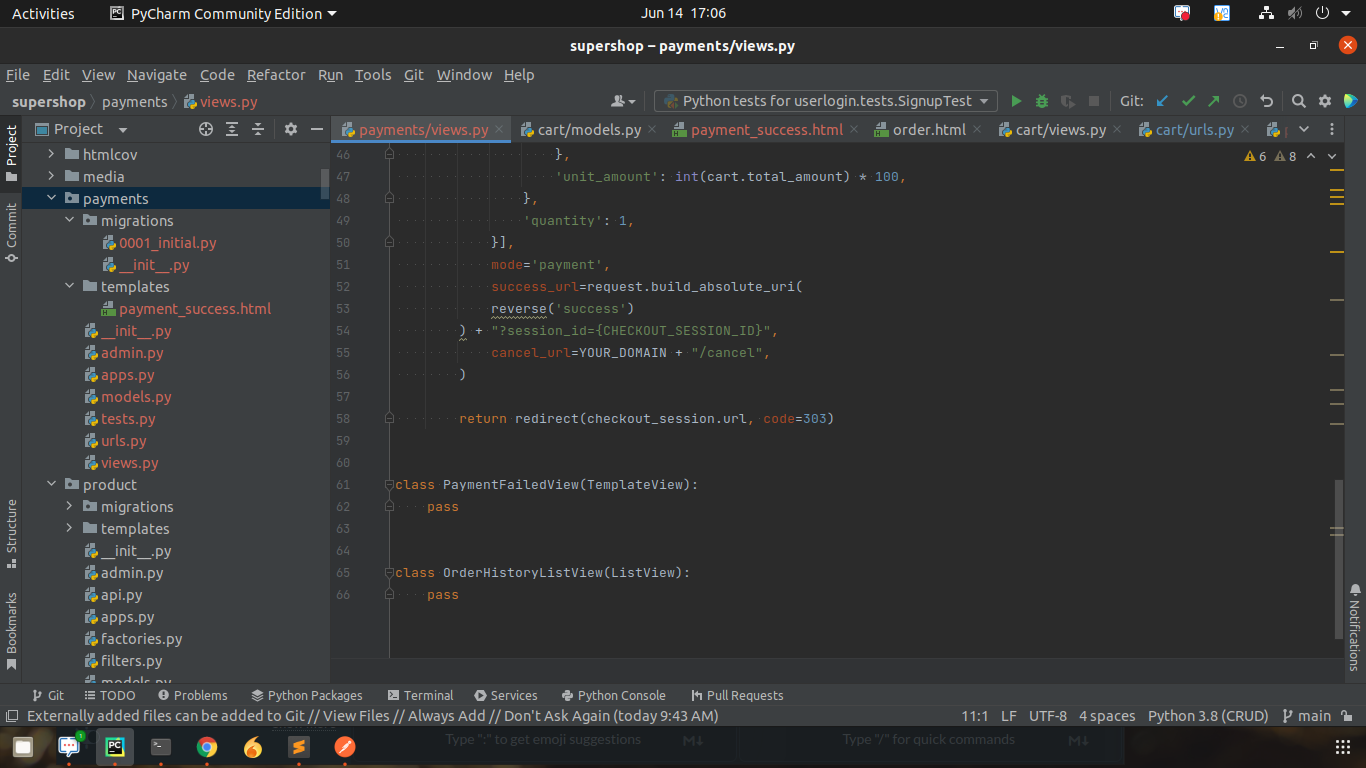 Activities
PyCharm Community Edition
Jun 14 17:06
supershop – payments/views.py
File Edit View Navigate Code Refactor Run Tools Git Window Help
supershop payments views.py
Python tests for userlogin.tests.SignupTest
Git:
Project
payments/views.py
cart/models.py
payment_success.html
order.html
cart/views.py
cart/urls.py
Project
Commit
Structure
Bookmarks
htmlcov
media
payments
migrations
0001_initial.py
__init__.py
templates
payment_success.html
__init__.py
admin.py
apps.py
models.py
tests.py
urls.py
views.py
product
migrations
templates
__init__.py
admin.py
api.py
apps.py
factories.py
filters.py
models.py
6 8
46 },
47 'unit_amount': int(cart.total_amount) * 100,
48 },
49 'quantity': 1,
50 }],
51 mode='payment',
52 success_url=request.build_absolute_uri(
53 reverse('success')
54 ) + "?session_id={CHECKOUT_SESSION_ID}",
55 cancel_url=YOUR_DOMAIN + "/cancel",
56 )
57
58 return redirect(checkout_session.url, code=303)
59
60
61 class PaymentFailedView(TemplateView):
62 pass
63
64
65 class OrderHistoryListView(ListView):
66 pass
Notifications
Git TODO Problems Python Packages Terminal Services Python Console Pull Requests
Externally added files can be added to Git // View Files // Always Add // Don't Ask Again (today 9:43 AM)
11:1 LF UTF-8 4 spaces Python 3.8 (CRUD) main
1
PC
Type ":" to get emoji suggestions
Type "/" for quick commands